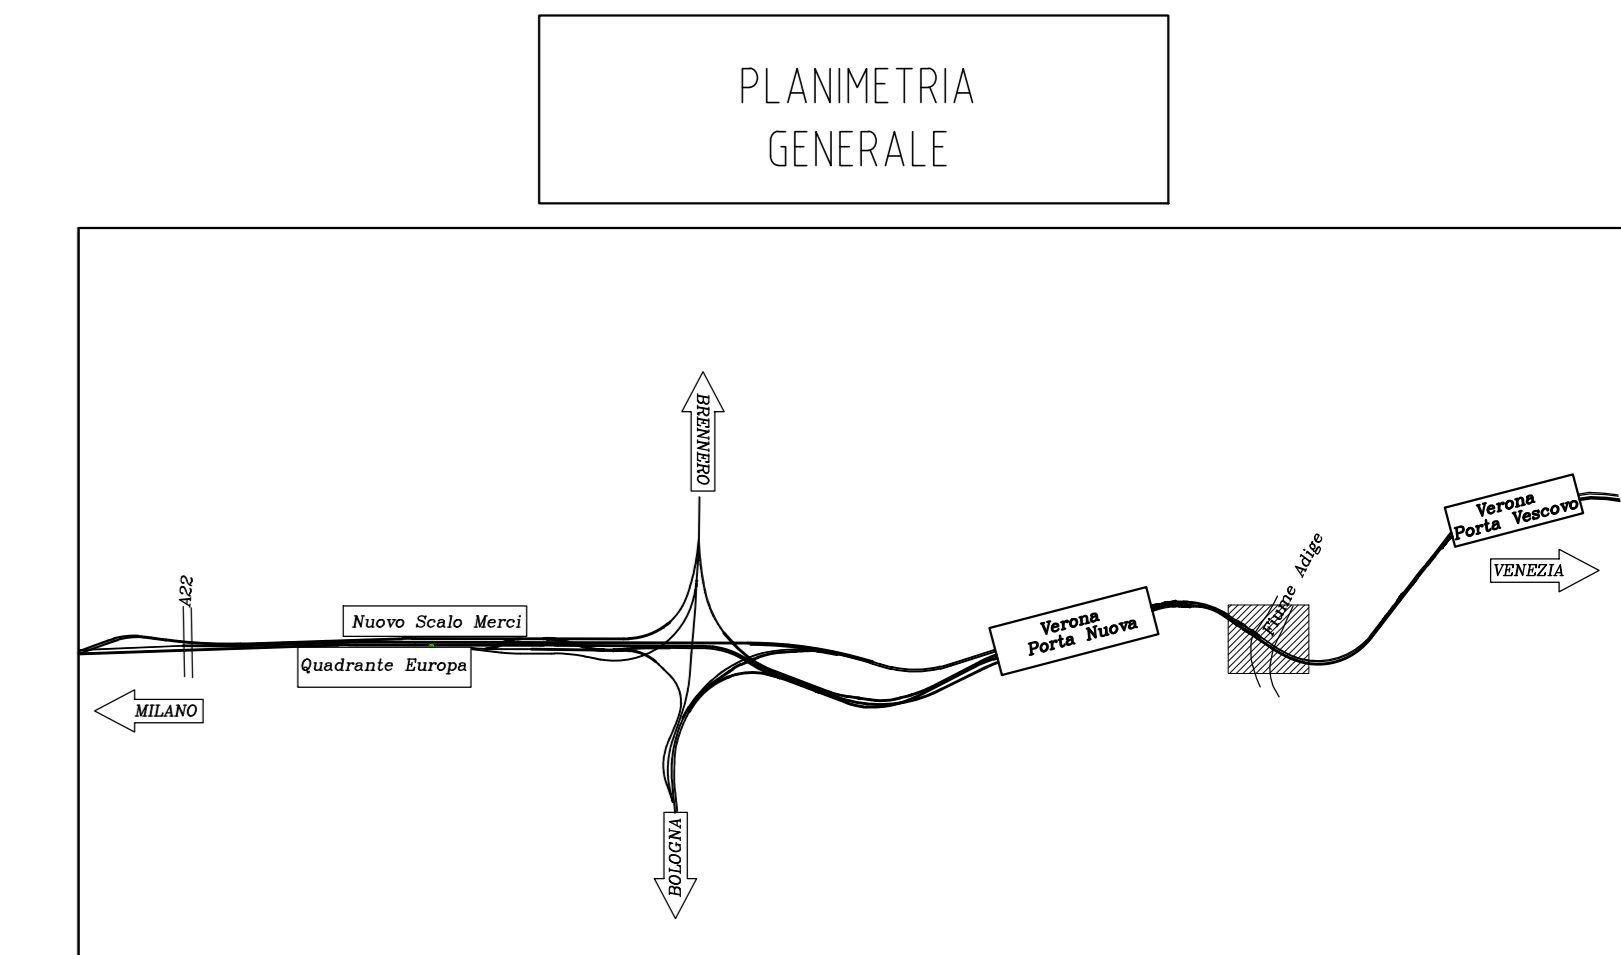 PLANIMETRIA
GENERALE
BRENNERO
Verona
Porta Vescovo
Fiume Adige
VENEZIA
A22
Nuovo Scalo Merci
Verona
Porta Nuova
Quadrante Europa
MILANO
BOLOGNA